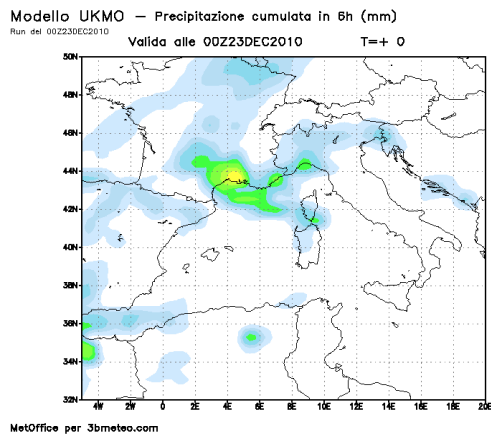 Modello UKMO – Precipitazione cumulata in 6h (mm)
Run del 00Z23DEC2010
Valida alle 00Z23DEC2010 T=+ 0
50N
48N
46N
44N
42N
40N
38N
36N
34N
32N
4W 2W 0 2E 4E 6E 8E 10E 12E 14E 16E 18E 20E
MetOffice per 3bmeteo.com